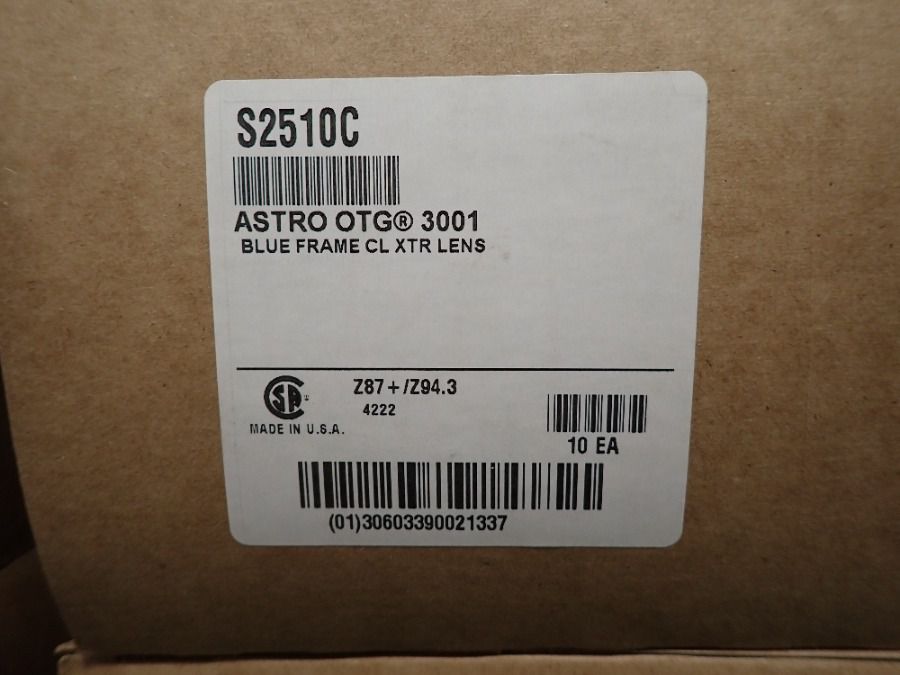 S2510C
ASTRO OTG® 3001
BLUE FRAME CL XTR LENS
SA
Z87+/Z94.3
4222
MADE IN U.S.A.
10 EA
(01)30603390021337